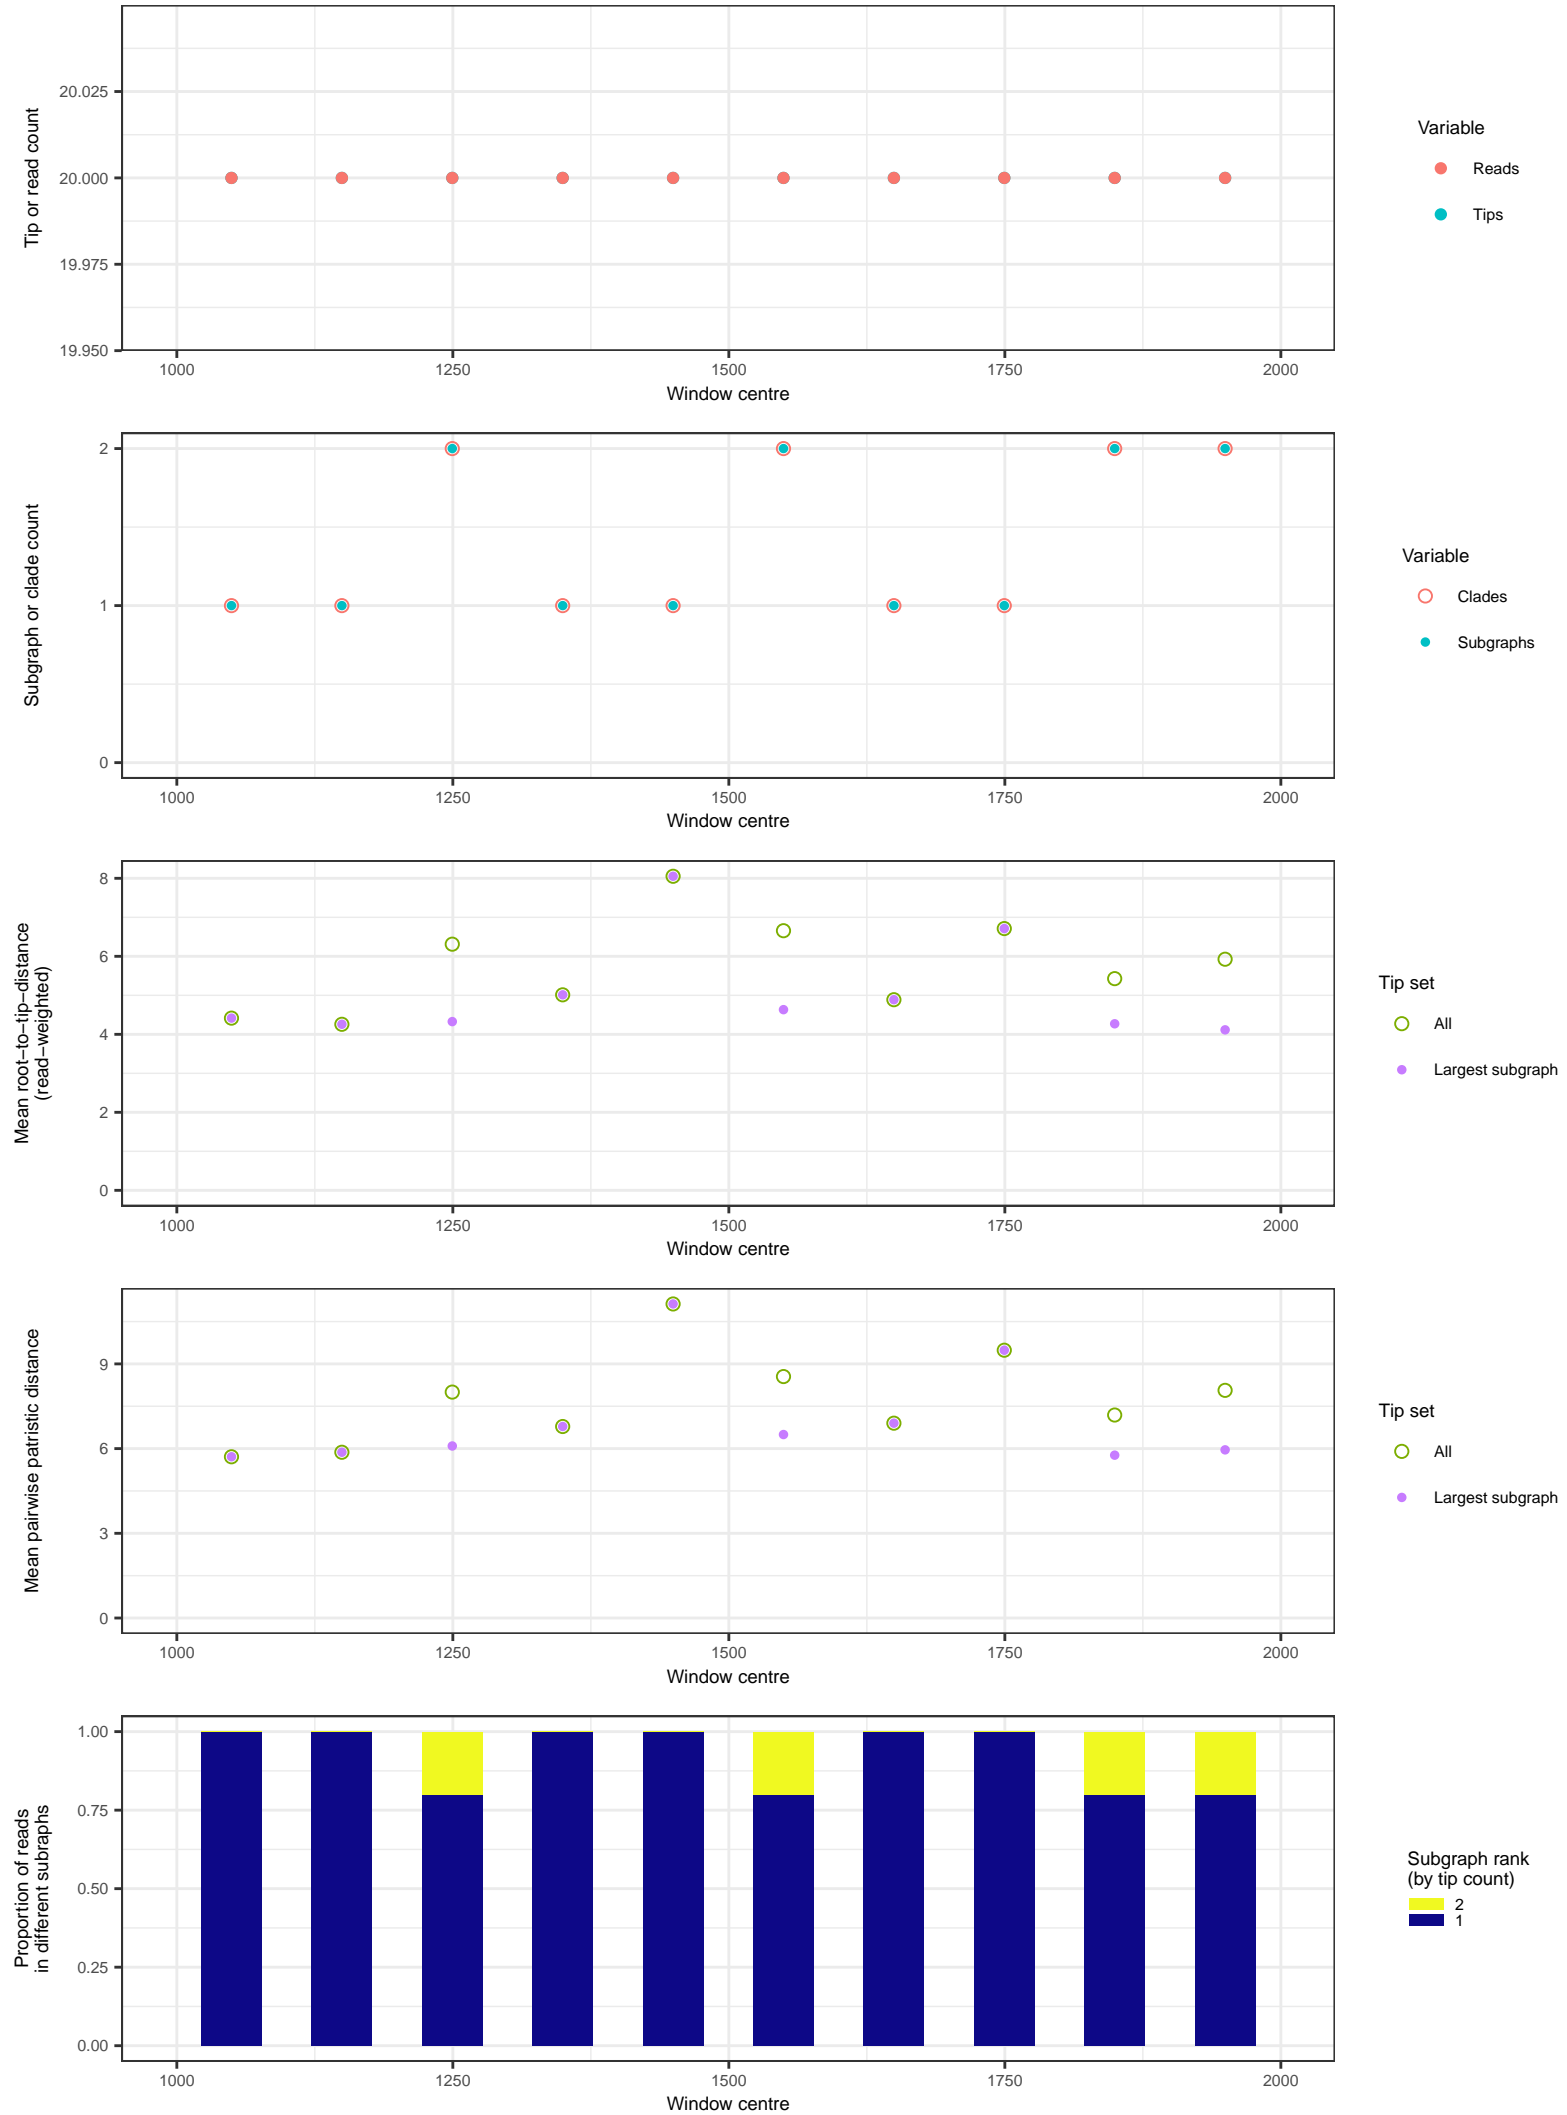 20.025
20.000
19.975
19.950
Tip or read count
1000 1250 1500 1750 2000
Window centre
Variable
Reads
Tips
2
1
0
Subgraph or clade count
1000 1250 1500 1750 2000
Window centre
Variable
Clades
Subgraphs
8
6
4
2
0
Mean root−to−tip−distance
(read−weighted)
1000 1250 1500 1750 2000
Window centre
Tip set
All
Largest subgraph
9
6
3
0
Mean pairwise patristic distance
1000 1250 1500 1750 2000
Window centre
Tip set
All
Largest subgraph
1.00
0.75
0.50
0.25
0.00
Proportion of reads
in different subraphs
1000 1250 1500 1750 2000
Window centre
Subgraph rank
(by tip count)
2
1